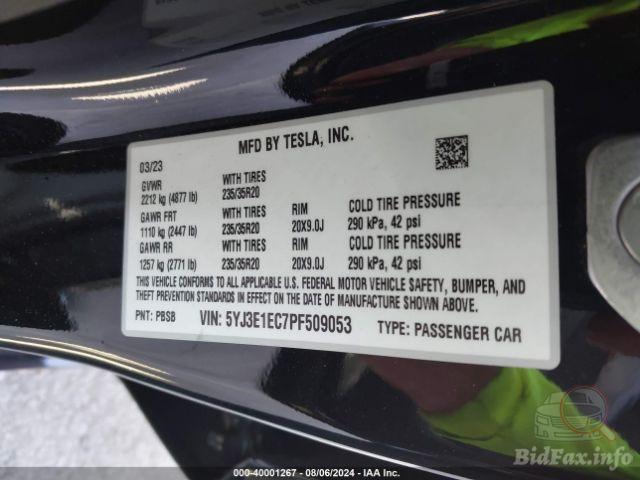 MFD BY TESLA, INC.
03/23
GVWR WITH TIRES
2212 kg (4877 lb) 235/35R20
GAWR FRT WITH TIRES RIM COLD TIRE PRESSURE
1110 kg (2447 lb) 235/35R20 20X9.0J 290 kPa, 42 psi
GAWR RR WITH TIRES RIM COLD TIRE PRESSURE
1257 kg (2771 lb) 235/35R20 20X9.0J 290 kPa, 42 psi
THIS VEHICLE CONFORMS TO ALL APPLICABLE U.S. FEDERAL MOTOR VEHICLE SAFETY, BUMPER, AND
THEFT PREVENTION STANDARDS IN EFFECT ON THE DATE OF MANUFACTURE SHOWN ABOVE.
PNT: PBSB VIN: 5YJ3E1EC7PF509053 TYPE: PASSENGER CAR
BidFax.info
000-40001267 - 08/06/2024 - IAA Inc.